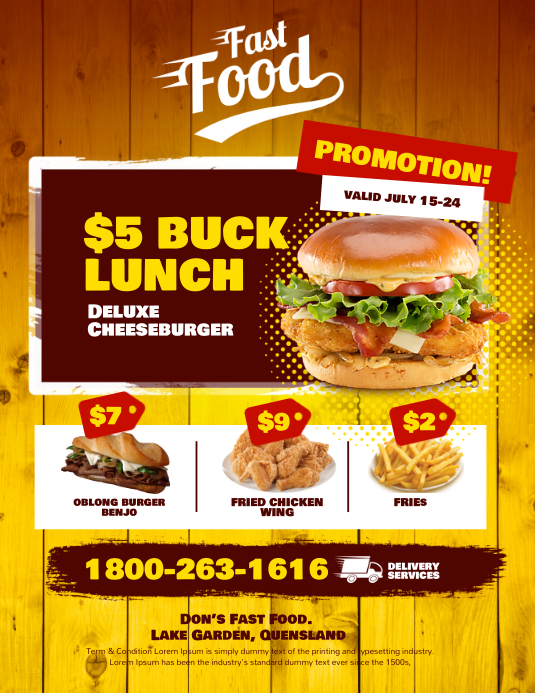 Fast
Food
PROMOTION!
VALID JULY 15-24
$5 BUCK
LUNCH
DELUXE
CHEESEBURGER
$7
$9
$2
OBLONG BURGER
BENJO
FRIED CHICKEN
WING
FRIES
1800-263-1616
DELIVERY
SERVICES
DON'S FAST FOOD.
LAKE GARDEN, QUENSLAND
Term & Condition Lorem Ipsum is simply dummy text of the printing and typesetting industry.
Lorem Ipsum has been the industry's standard dummy text ever since the 1500s,